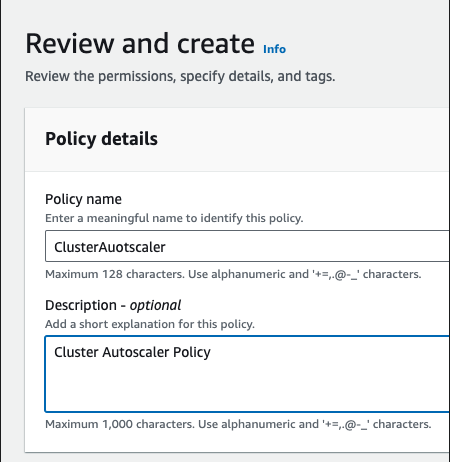 Review and create Info
Review the permissions, specify details, and tags.
Policy details
Policy name
Enter a meaningful name to identify this policy.
ClusterAuotscaler
Maximum 128 characters. Use alphanumeric and '+=,.@-_' characters.
Description - optional
Add a short explanation for this policy.
Cluster Autoscaler Policy
Maximum 1,000 characters. Use alphanumeric and '+=,.@-_' characters.